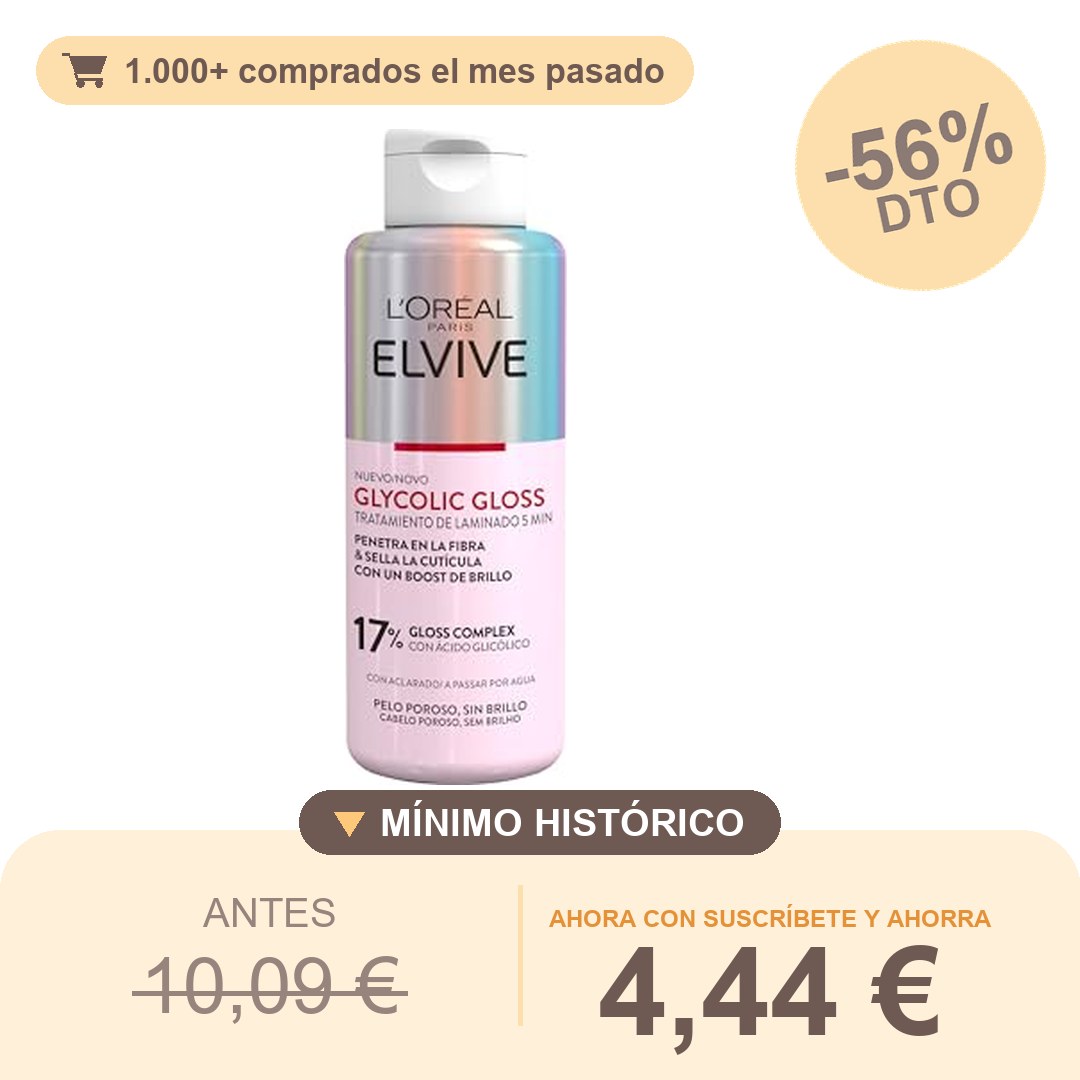 1.000+ comprados el mes pasado
-56%
DTO
L'ORÉAL
PARIS
ELVIVE
NUEVO/NOVO
GLYCOLIC GLOSS
TRATAMIENTO DE LAMINADO 5 MIN
PENETRA EN LA FIBRA
& SELLA LA CUTÍCULA
CON UN BOOST DE BRILLO
17% GLOSS COMPLEX
CON ÁCIDO GLICÓLICO
CON ACLARADO/ A PASSAR POR AGUA
PELO POROSO, SIN BRILLO
CABELO POROSO, SEM BRILHO
MÍNIMO HISTÓRICO
ANTES
10,09 €
AHORA CON SUSCRÍBETE Y AHORRA
4,44 €